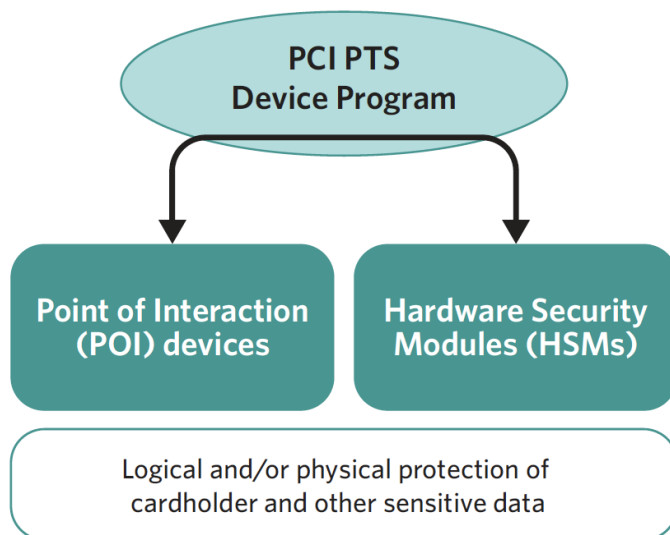 PCI PTS
Device Program
Point of Interaction
(POI) devices
Hardware Security
Modules (HSMs)
Logical and/or physical protection of
cardholder and other sensitive data